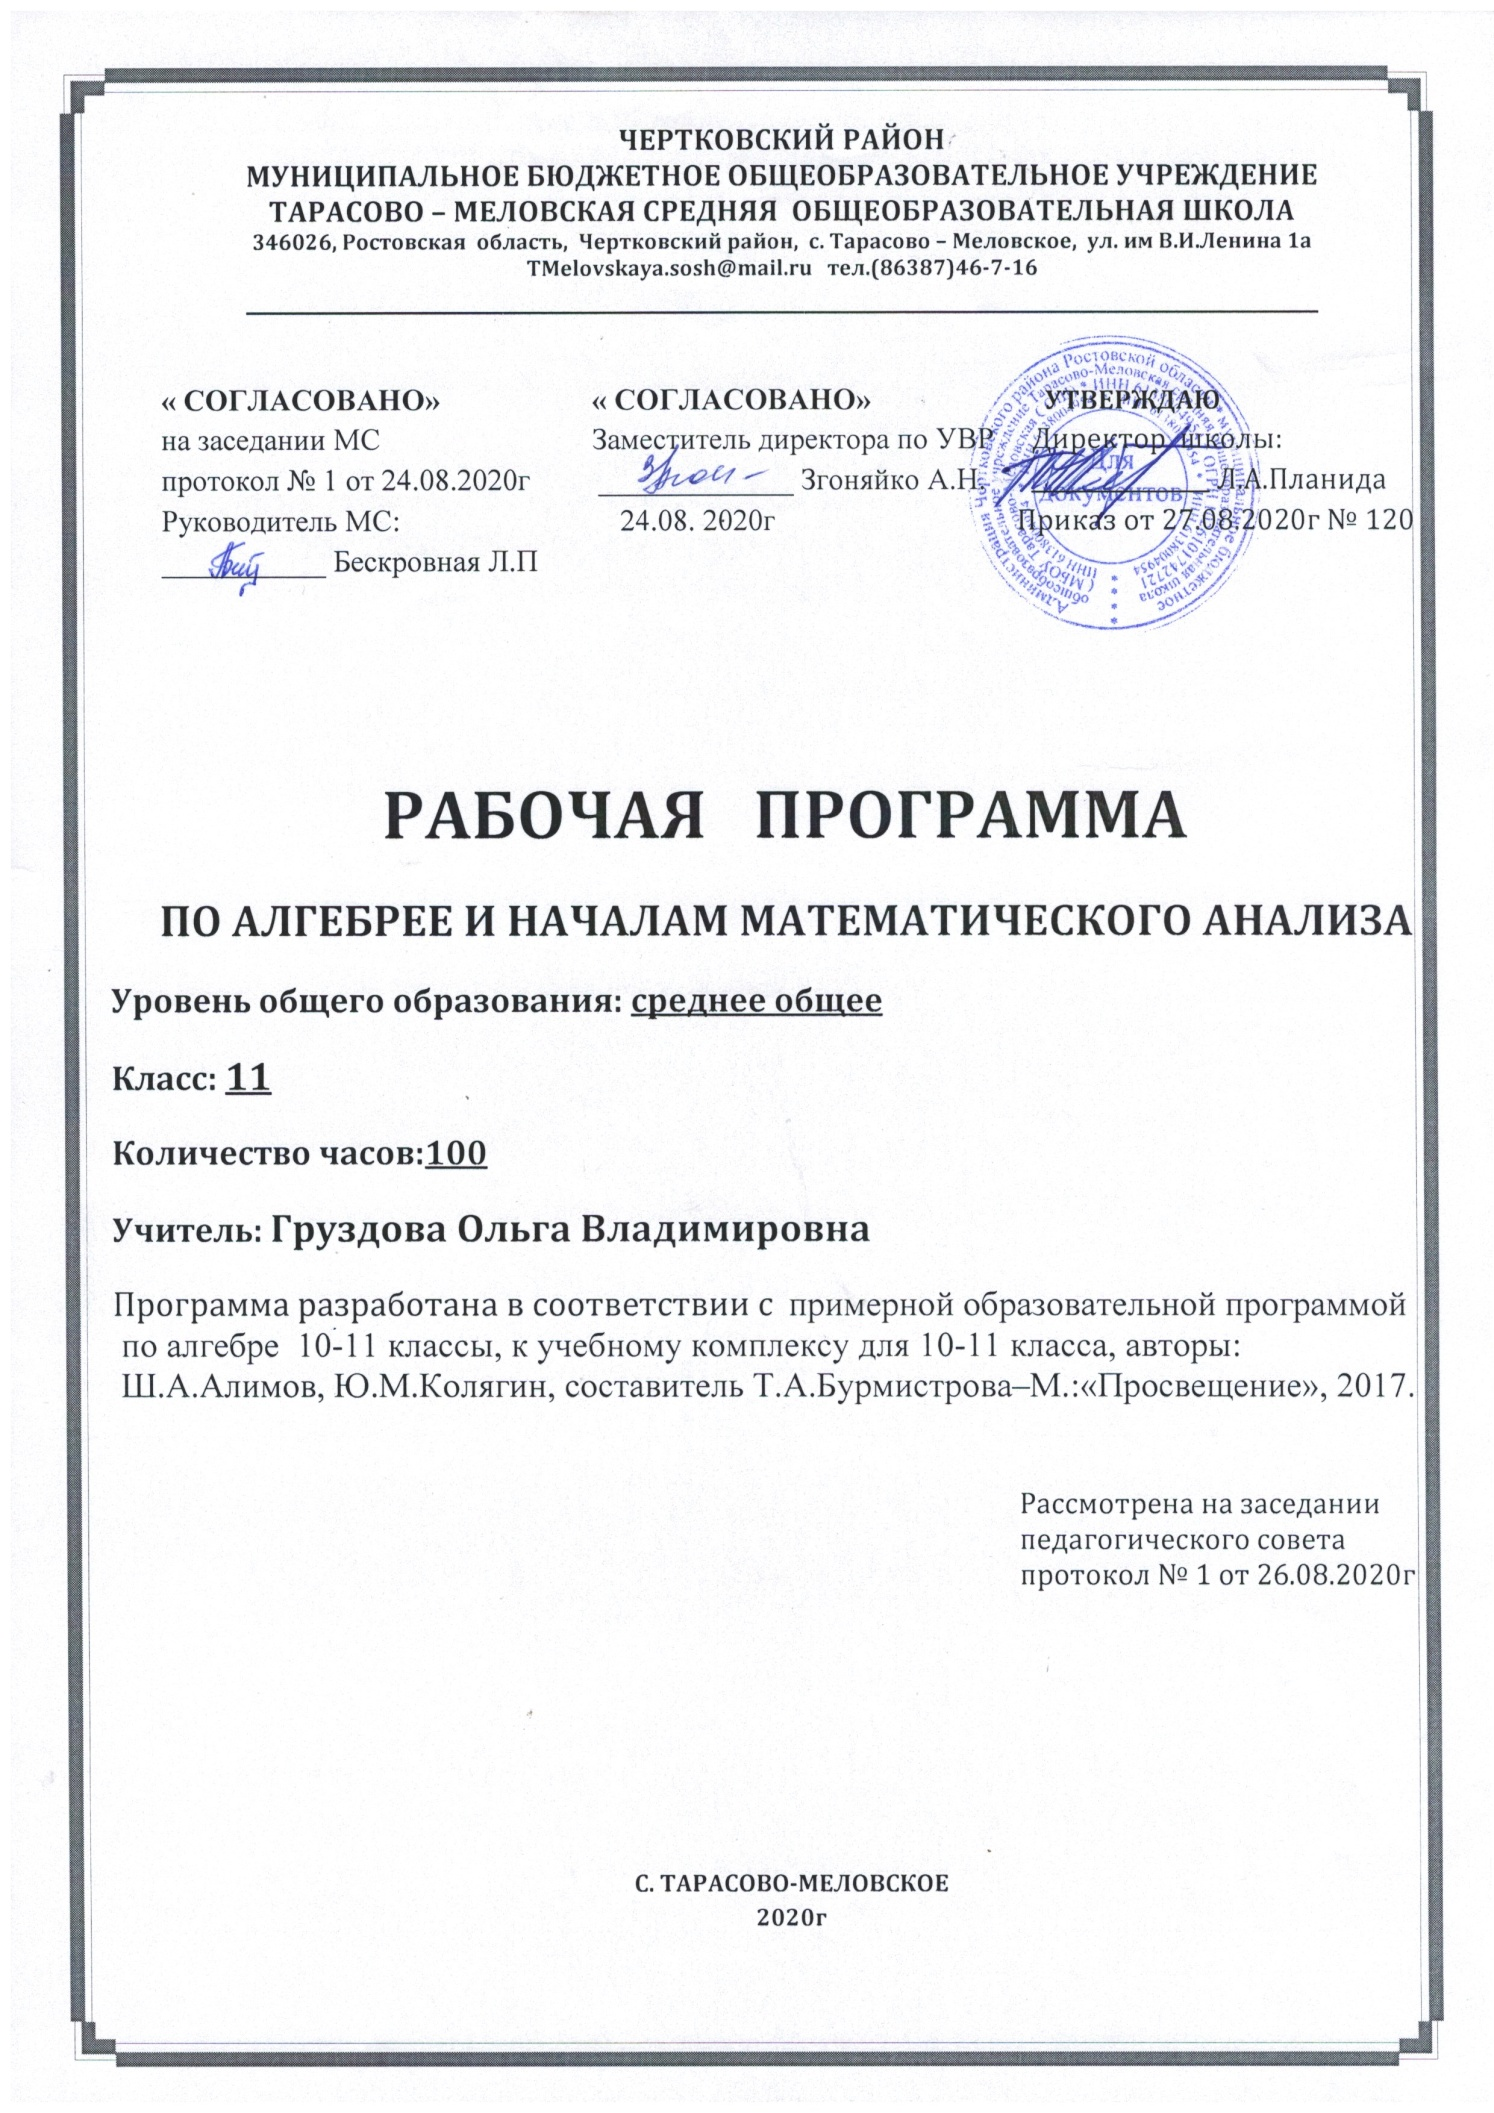 ЧЕРТКОВСКИЙ РАЙОН
МУНИЦИПАЛЬНОЕ БЮДЖЕТНОЕ ОБЩЕОБРАЗОВАТЕЛЬНОЕ УЧРЕЖДЕНИЕ
ТАРАСОВО – МЕЛОВСКАЯ СРЕДНЯЯ ОБЩЕОБРАЗОВАТЕЛЬНАЯ ШКОЛА
346026, Ростовская область, Чертковский район, с. Тарасово – Меловское, ул. им В.И.Ленина 1а
TMelovskaya.sosh@mail.ru тел.(86387)46-7-16
« СОГЛАСОВАНО»
на заседании МС
протокол № 1 от 24.08.2020г
Руководитель МС:
Бескровная Л.П
« СОГЛАСОВАНО»
Заместитель директора по УВР
Згоняйко А.Н.
24.08. 2020г
УТВЕРЖДАЮ
Директор школы:
Л.А.Планида
Приказ от 27.08.2020г № 120
Для
документов
РАБОЧАЯ ПРОГРАММА
ПО АЛГЕБРЕЕ И НАЧАЛАМ МАТЕМАТИЧЕСКОГО АНАЛИЗА
Уровень общего образования: среднее общее
Класс: 11
Количество часов:100
Учитель: Груздова Ольга Владимировна
Программа разработана в соответствии с примерной образовательной программой
по алгебре 10-11 классы, к учебному комплексу для 10-11 класса, авторы:
Ш.А.Алимов, Ю.М.Колягин, составитель Т.А.Бурмистрова–М.:«Просвещение», 2017.
Рассмотрена на заседании
педагогического совета
протокол № 1 от 26.08.2020г
С. ТАРАСОВО-МЕЛОВСКОЕ
2020г